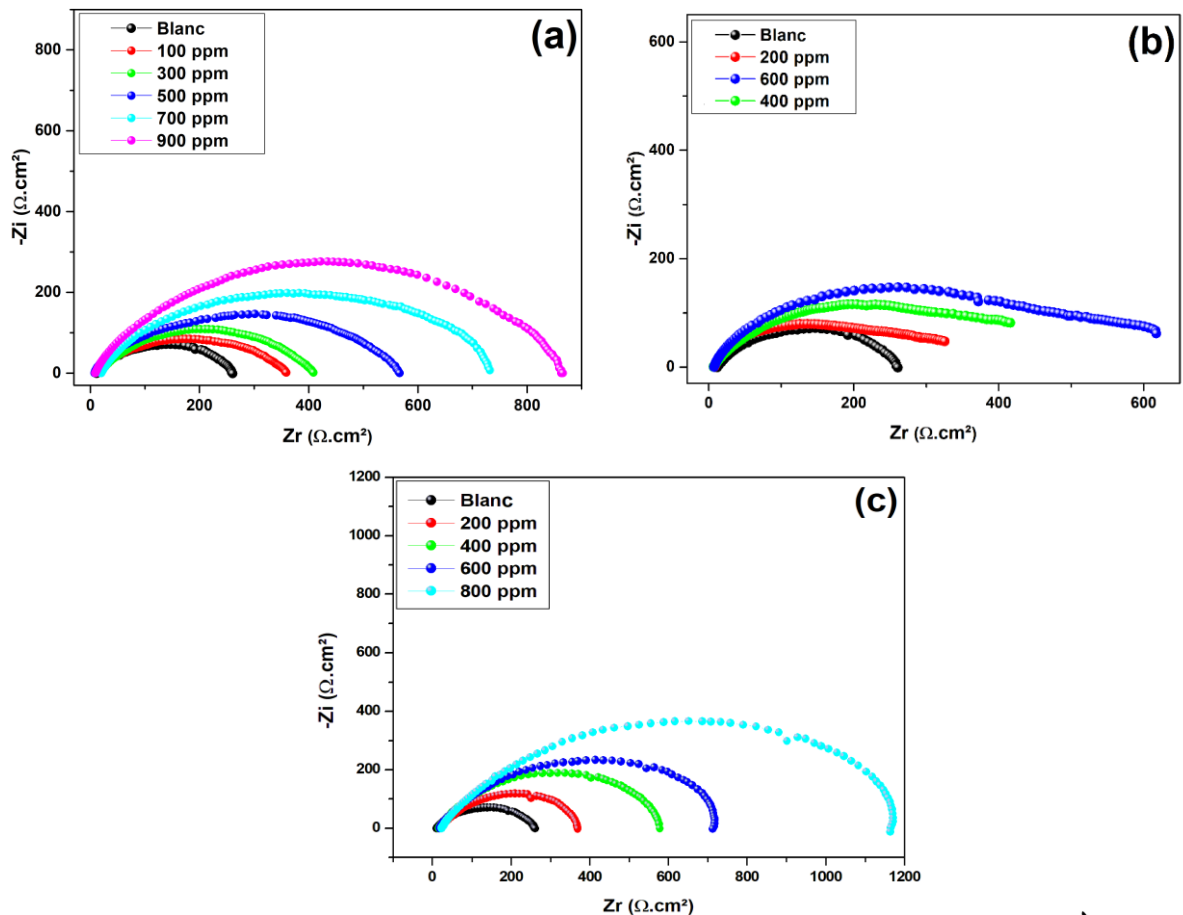 (a)
Blanc
100 ppm
300 ppm
500 ppm
700 ppm
900 ppm
800
600
400
200
0
-Zi (Ω.cm²)
0 200 400 600 800
Zr (Ω.cm²)
(b)
Blanc
200 ppm
600 ppm
400 ppm
600
400
200
0
-Zi (Ω.cm²)
0 200 400 600
Zr (Ω.cm²)
(c)
Blanc
200 ppm
400 ppm
600 ppm
800 ppm
1200
1000
800
600
400
200
0
-Zi (Ω.cm²)
0 200 400 600 800 1000 1200
Zr (Ω.cm²)